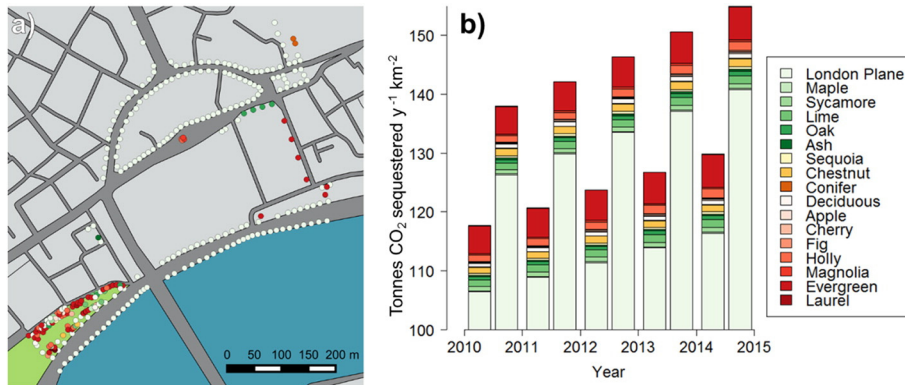 a)
0 50 100 150 200 m
b)
Tonnes CO₂ sequestered y⁻¹ km⁻²
150
140
130
120
110
100
2010 2011 2012 2013 2014 2015
Year
London Plane
Maple
Sycamore
Lime
Oak
Ash
Sequoia
Chestnut
Conifer
Deciduous
Apple
Cherry
Fig
Holly
Magnolia
Evergreen
Laurel